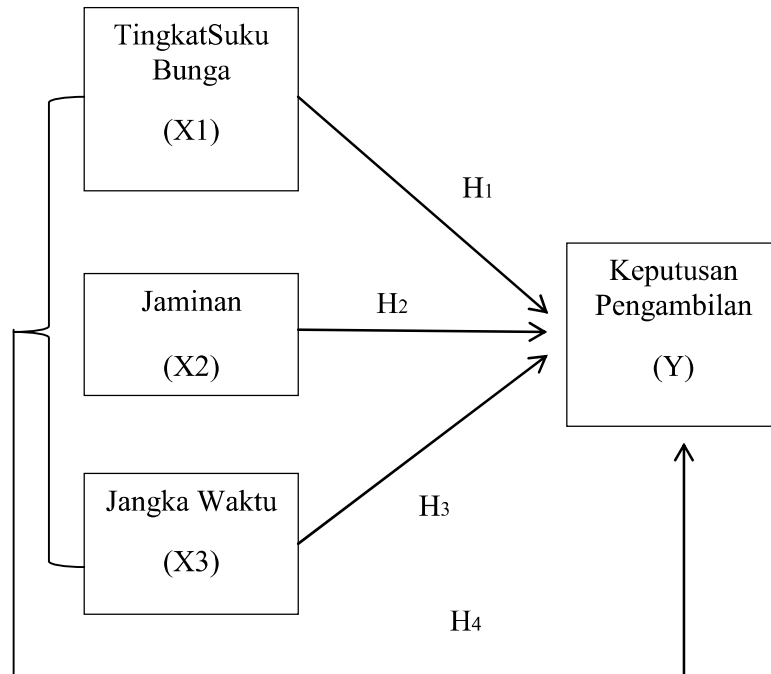 TingkatSuku
Bunga
(X1)
H1
Jaminan
(X2)
H2
Keputusan
Pengambilan
(Y)
Jangka Waktu
(X3)
H3
H4